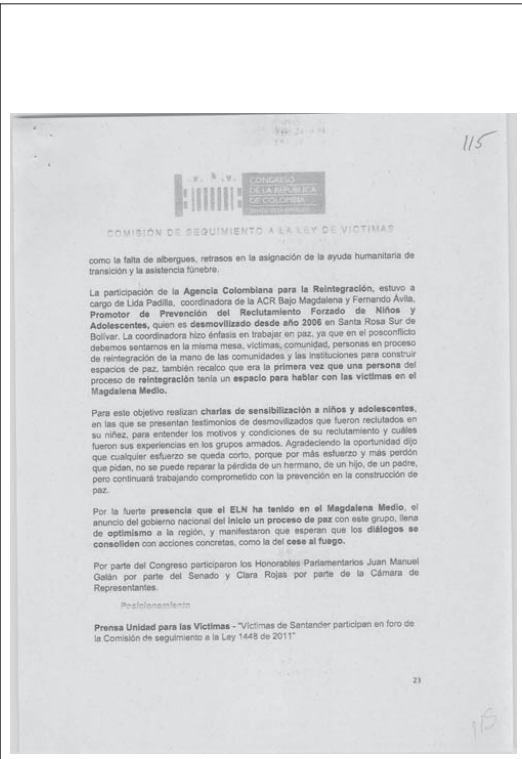 115
CONGRESO
DE LA REPÚBLICA
DE COLOMBIA
COMISIÓN DE SEGUIMIENTO A LA LEY DE VICTIMAS
como la falta de albergues, retrasos en la asignación de la ayuda humanitaria de
transición y la asistencia fúnebre.
La participación de la Agencia Colombiana para la Reintegración, estuvo a
cargo de Lida Padilla, coordinadora de la ACR Bajo Magdalena y Fernando Ávila,
Promotor de Prevención del Reclutamiento Forzado de Niños y
Adolescentes, quien es desmovilizado desde año 2006 en Santa Rosa Sur de
Bolívar. La coordinadora hizo énfasis en trabajar en paz, ya que en el posconflicto
debemos sentarnos en la misma mesa, víctimas, comunidad, personas en proceso
de reintegración de la mano de las comunidades y las instituciones para construir
espacios de paz, también recalco que era la primera vez que una persona del
proceso de reintegración tenía un espacio para hablar con las víctimas en el
Magdalena Medio.
Para este objetivo realizan charlas de sensibilización a niños y adolescentes,
en las que se presentan testimonios de desmovilizados que fueron reclutados en
su niñez, para entender los motivos y condiciones de su reclutamiento y cuáles
fueron sus experiencias en los grupos armados. Agradeciendo la oportunidad dijo
que cualquier esfuerzo se queda corto, porque por más esfuerzo y más perdón
que pidan, no se puede reparar la pérdida de un hermano, de un hijo, de un padre,
pero continuará trabajando comprometido con la prevención en la construcción de
paz.
Por la fuerte presencia que el ELN ha tenido en el Magdalena Medio, el
anuncio del gobierno nacional del inicio un proceso de paz con este grupo, llena
de optimismo a la región, y manifestaron que esperan que los diálogos se
consoliden con acciones concretas, como la del cese al fuego.
Por parte del Congreso participaron los Honorables Parlamentarios Juan Manuel
Galán por parte del Senado y Clara Rojas por parte de la Cámara de
Representantes.
Posicionamiento
Prensa Unidad para las Víctimas - "Víctimas de Santander participan en foro de
la Comisión de seguimiento a la Ley 1448 de 2011"
23
115